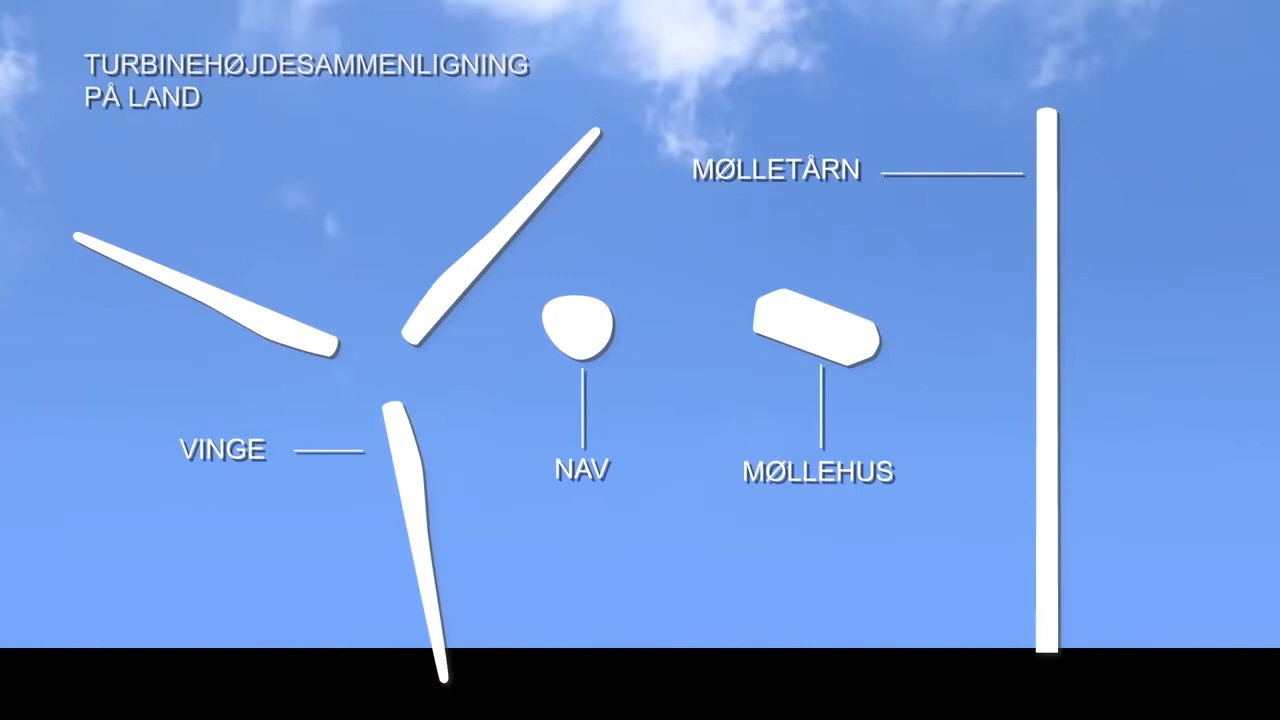 TURBINEHØJDESAMMENLIGNING
PÅ LAND
MØLLETÅRN
VINGE
NAV
MØLLEHUS